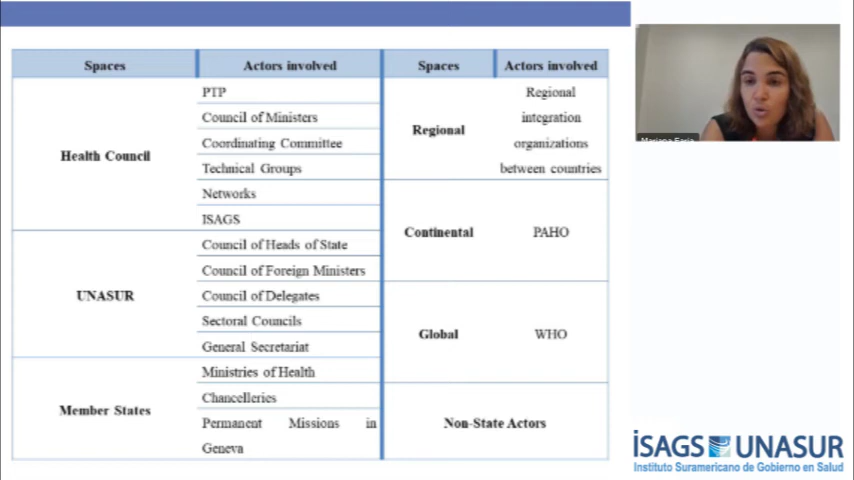 Spaces
Actors involved
Health Council
PTP
Council of Ministers
Coordinating Committee
Technical Groups
Networks
ISAGS
UNASUR
Council of Heads of State
Council of Foreign Ministers
Council of Delegates
Sectoral Councils
General Secretariat
Member States
Ministries of Health
Chancelleries
Permanent Missions in
Geneva
Spaces
Actors involved
Regional
Regional
integration
organizations
between countries
Continental
PAHO
Global
WHO
Non-State Actors
Mariana Faria
iSAGS UNASUR
Instituto Suramericano de Gobierno en Salud